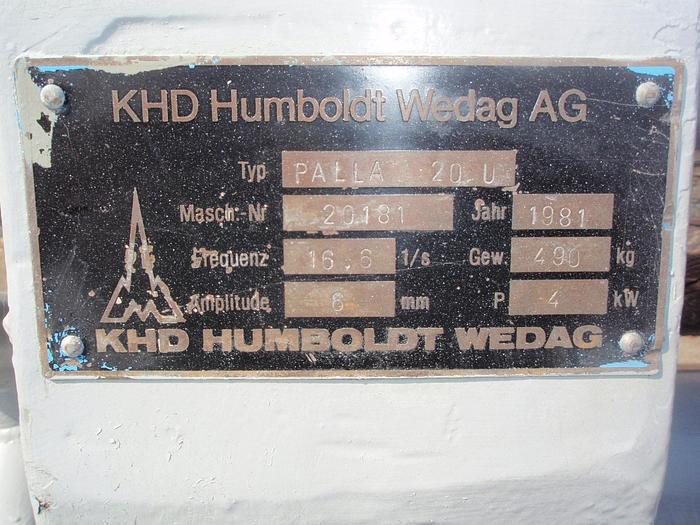 KHD Humboldt Wedag AG
Typ PALLA 20 U
Masch.-Nr 20181 Jahr 1981
Frequenz 16.6 1/s Gew. 490 kg
Amplitude 6 mm P 4 kW
KHD HUMBOLDT WEDAG